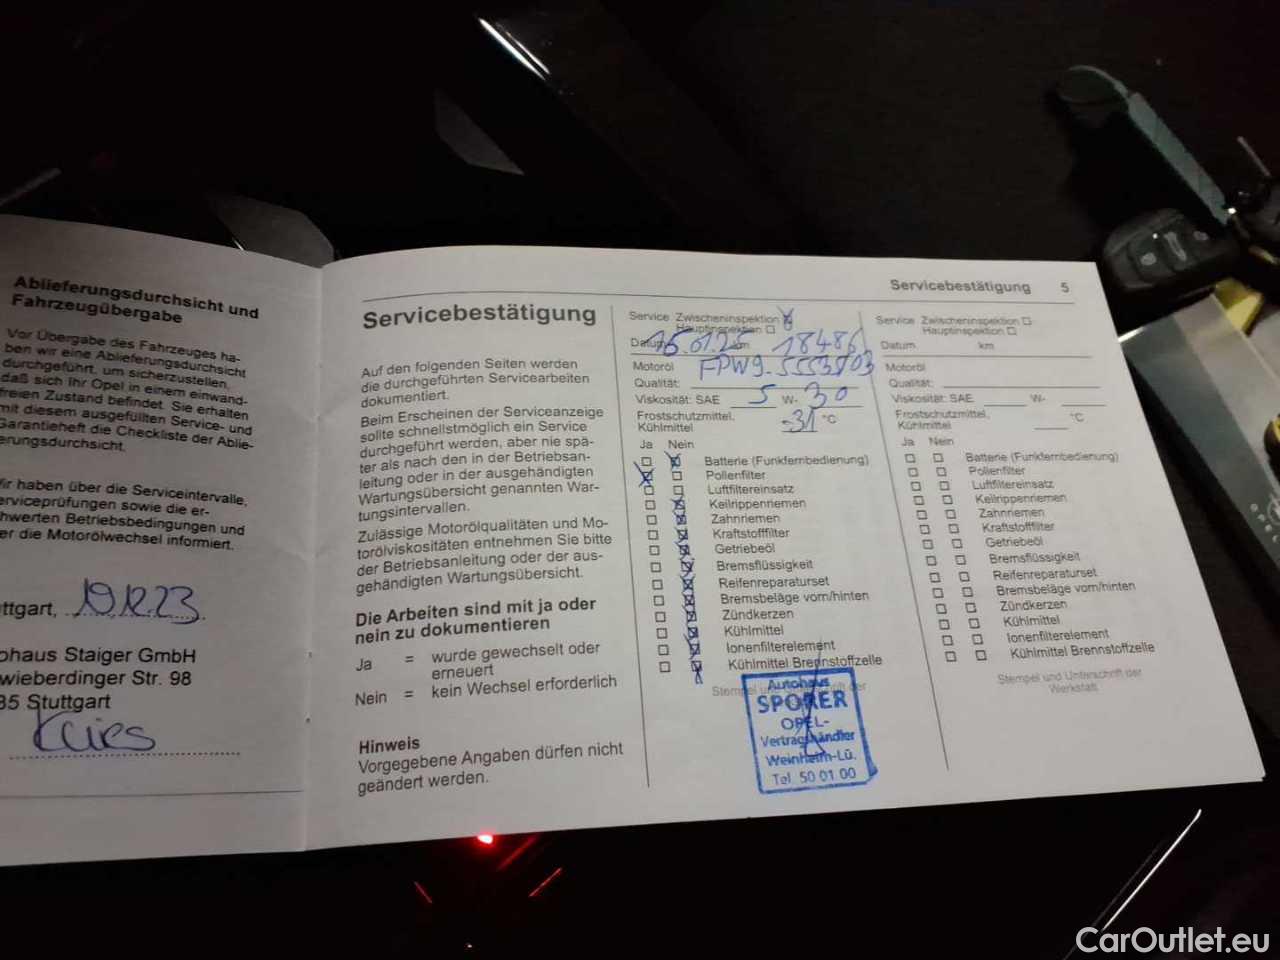 Ablieferungsdurchsicht und
Fahrzeugübergabe
Vor Übergabe des Fahrzeuges ha-
ben wir eine Ablieferungsdurchsicht
durchgeführt, um sicherzustellen,
daß sich Ihr Opel in einem einwand-
freien Zustand befindet. Sie erhalten
mit diesem ausgefüllten Service- und
Garantieheft die Checkliste der Ablie-
erungsdurchsicht.
ir haben über die Serviceintervalle,
erviceprüfungen sowie die er-
hwerten Betriebsbedingungen und
er die Motorölwechsel informiert.
ttgart, 19.12.23
ohaus Staiger GmbH
wieberdinger Str. 98
35 Stuttgart
Servicebestätigung 5
Servicebestätigung
Auf den folgenden Seiten werden
die durchgeführten Servicearbeiten
dokumentiert.
Beim Erscheinen der Serviceanzeige
sollte schnellstmöglich ein Service
durchgeführt werden, aber nie spä-
ter als nach den in der Betriebsan-
leitung oder in der ausgehändigten
Wartungsübersicht genannten War-
tungsintervallen.
Zulässige Motorölqualitäten und Mo-
torölviskositäten entnehmen Sie bitte
der Betriebsanleitung oder der aus-
gehändigten Wartungsübersicht.
Die Arbeiten sind mit ja oder
nein zu dokumentieren
Ja = wurde gewechselt oder
erneuert
Nein = kein Wechsel erforderlich
Hinweis
Vorgegebene Angaben dürfen nicht
geändert werden.
Service Zwischeninspektion
Hauptinspektion
Datum km 18486
Motoröl
Qualität:
Viskosität: SAE 5 W- 30
Frostschutzmittel,
Kühlmittel -31 °C
Ja Nein
Batterie (Funkfernbedienung)
Pollenfilter
Luftfiltereinsatz
Keilrippenriemen
Zahnriemen
Kraftstofffilter
Getriebeöl
Bremsflüssigkeit
Reifenreparaturset
Bremsbeläge vorn/hinten
Zündkerzen
Kühlmittel
Ionenfilterelement
Kühlmittel Brennstoffzelle
Stempel und Unterschrift der
Autohaus
SPORER
OPEL-
Vertragshändler
Weinheim-Lü.
Tel. 50 01 00
Service Zwischeninspektion
Hauptinspektion
Datum km
Motoröl
Qualität:
Viskosität: SAE W-
Frostschutzmittel,
Kühlmittel °C
Ja Nein
Batterie (Funkfernbedienung)
Pollenfilter
Luftfiltereinsatz
Keilrippenriemen
Zahnriemen
Kraftstofffilter
Getriebeöl
Bremsflüssigkeit
Reifenreparaturset
Bremsbeläge vorn/hinten
Zündkerzen
Kühlmittel
Ionenfilterelement
Kühlmittel Brennstoffzelle
Stempel und Unterschrift der
Werkstatt
CarOutlet.eu